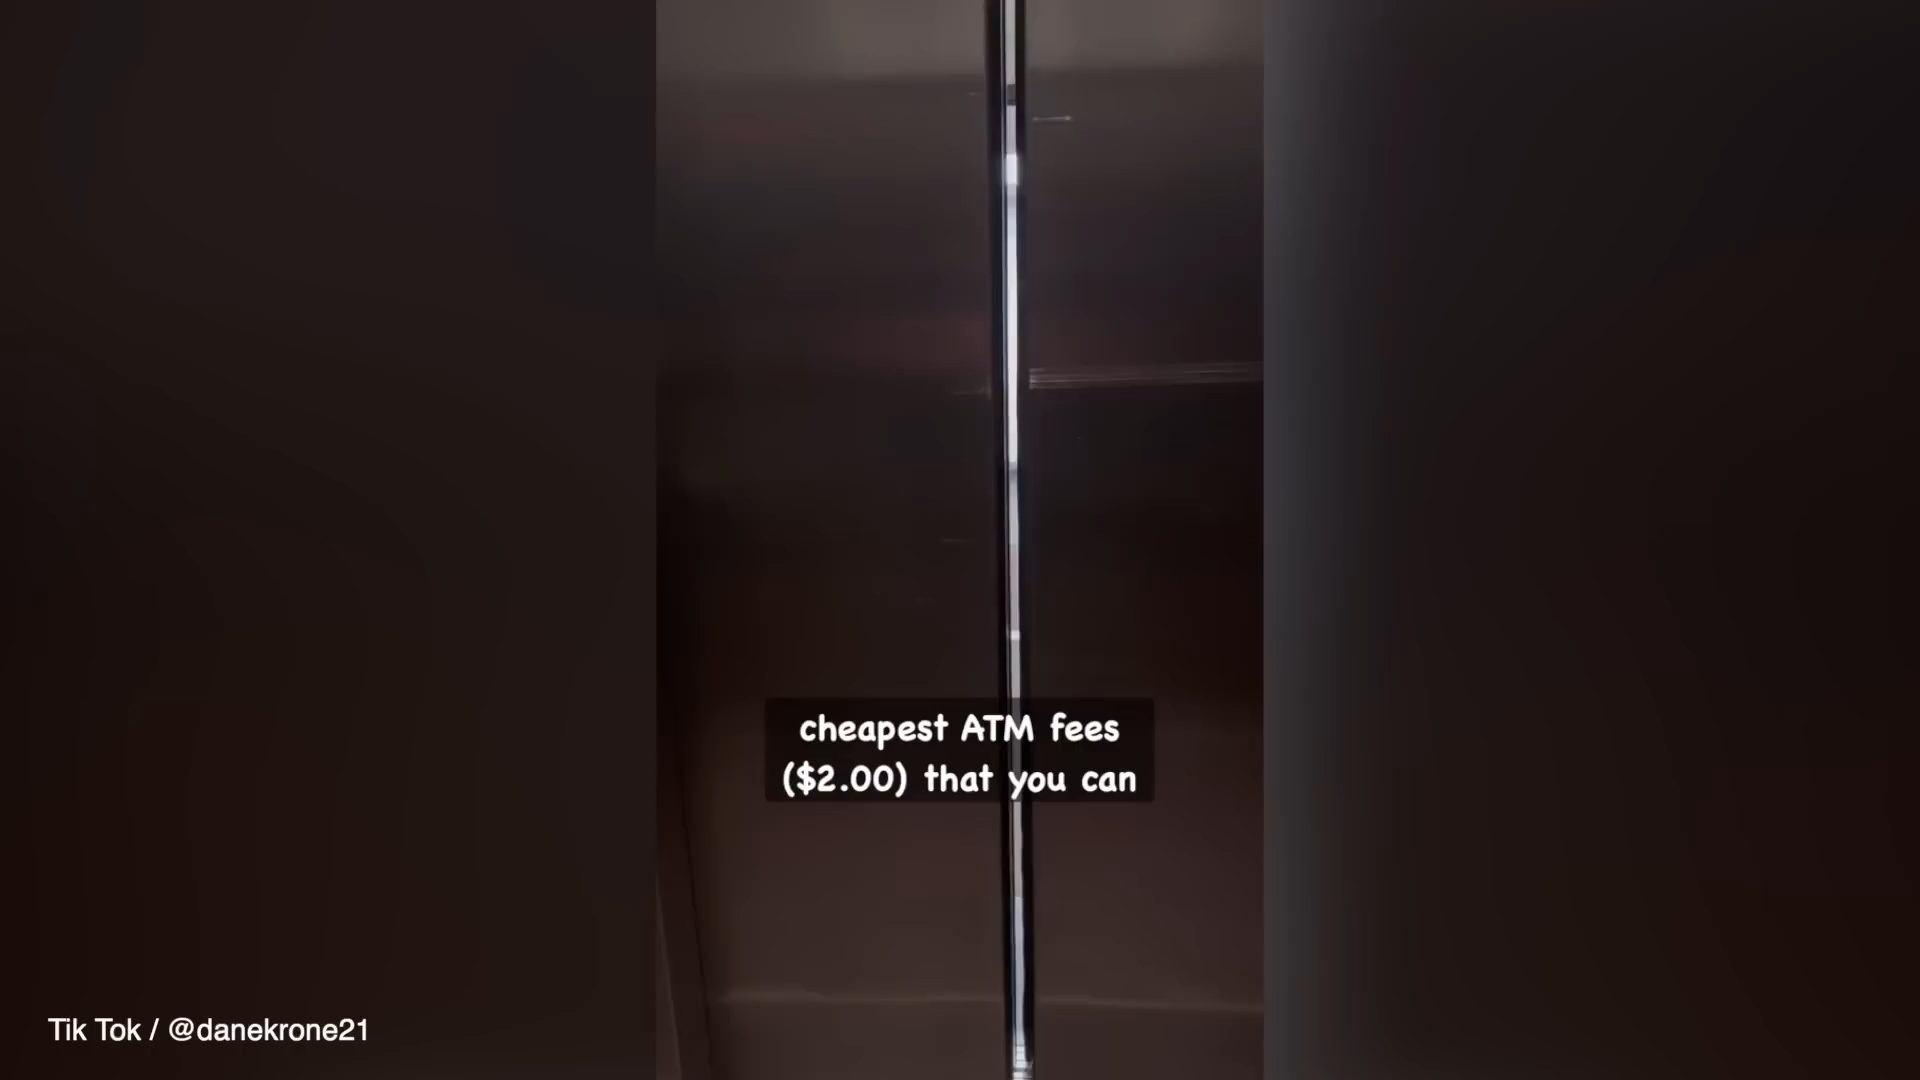 cheapest ATM fees
($2.00) that you can
Tik Tok / @danekrone21